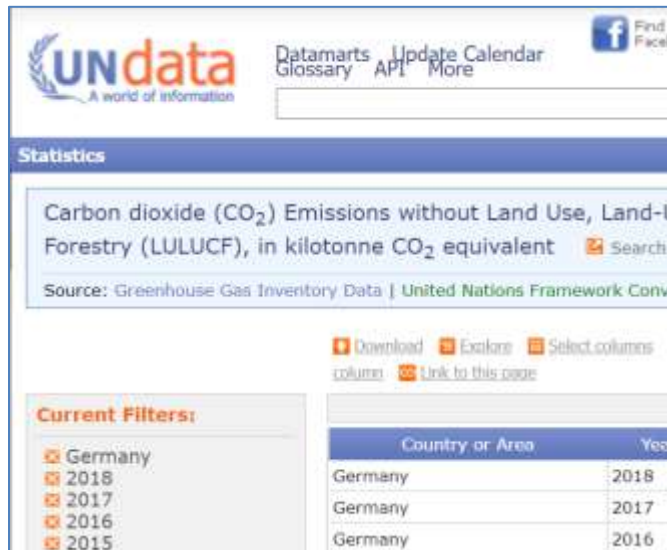 UNdata
A world of information
Datamarts Update Calendar
Glossary API More
Find
Face
Statistics
Carbon dioxide (CO₂) Emissions without Land Use, Land-
Forestry (LULUCF), in kilotonne CO₂ equivalent Search
Source: Greenhouse Gas Inventory Data | United Nations Framework Conv
Download Explore Select columns
column Link to this page
Current Filters:
Germany
2018
2017
2016
2015
Country or Area Yea
Germany 2018
Germany 2017
Germany 2016